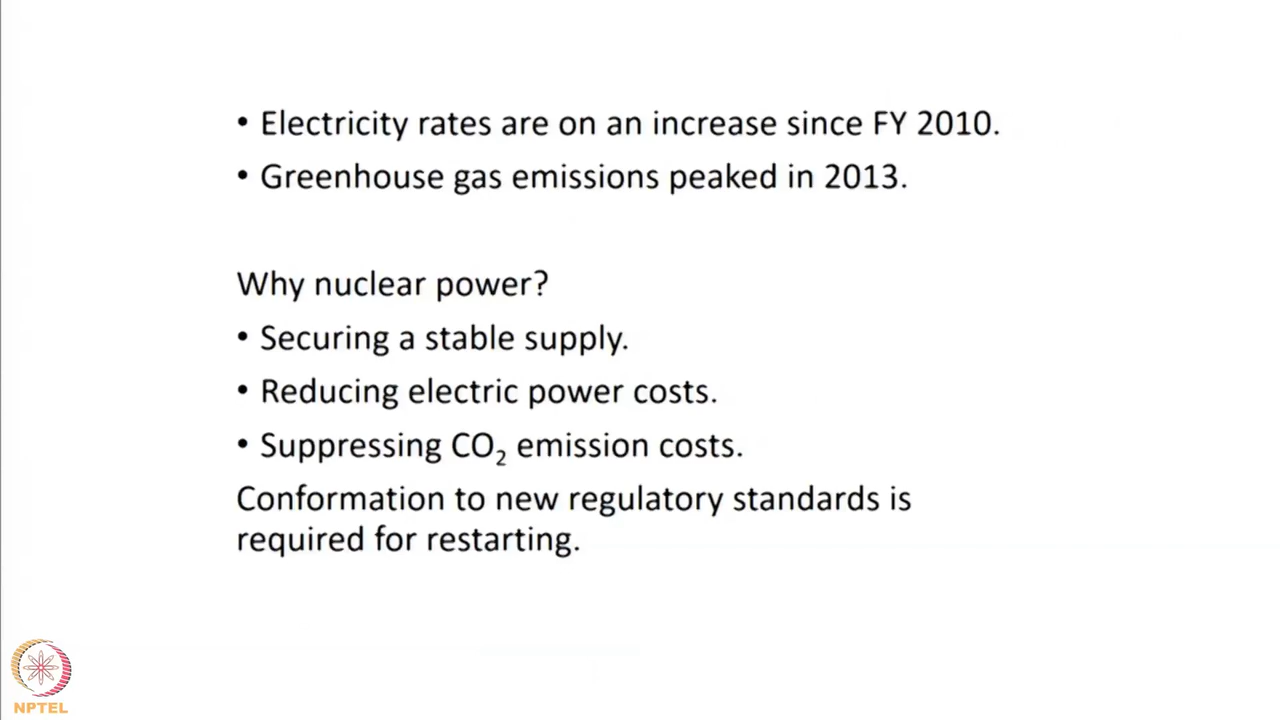 • Electricity rates are on an increase since FY 2010.
• Greenhouse gas emissions peaked in 2013.
Why nuclear power?
• Securing a stable supply.
• Reducing electric power costs.
• Suppressing CO₂ emission costs.
Conformation to new regulatory standards is
required for restarting.
NPTEL